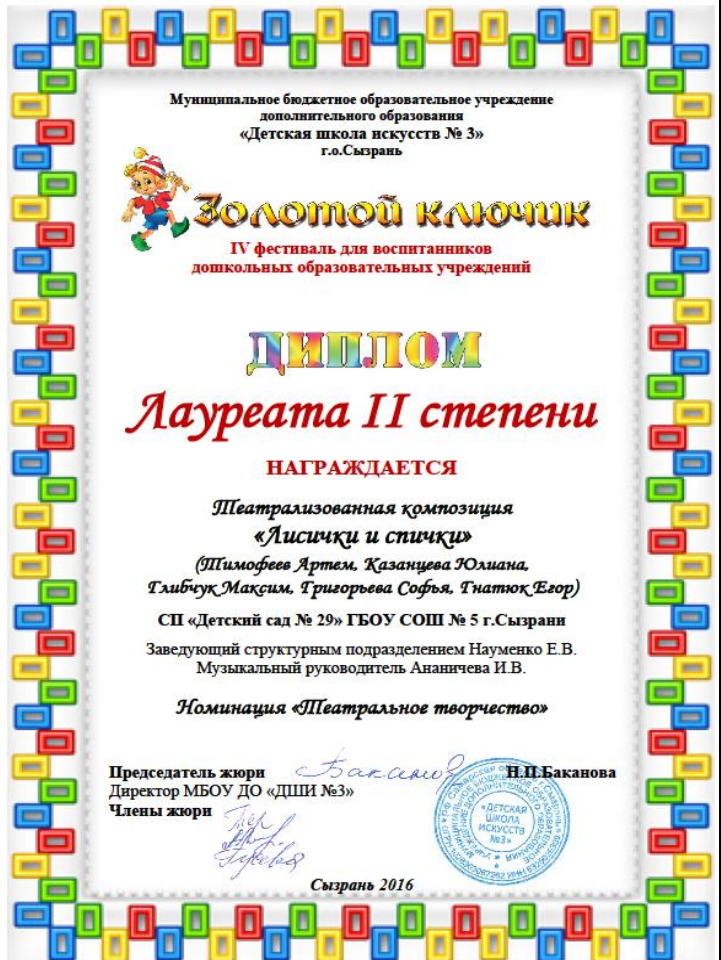 Муниципальное бюджетное образовательное учреждение
дополнительного образования
«Детская школа искусств № 3»
г.о.Сызрань
Золотой ключик
IV фестиваль для воспитанников
дошкольных образовательных учреждений
ДИПЛОМ
Лауреата II степени
НАГРАЖДАЕТСЯ
Театрализованная композиция
«Лисички и спички»
(Тимофеев Артем, Казанцева Юлиана,
Глибчук Максим, Григорьева Софья, Гнатюк Егор)
СП «Детский сад № 29» ГБОУ СОШ № 5 г.Сызрани
Заведующий структурным подразделением Науменко Е.В.
Музыкальный руководитель Ананичева И.В.
Номинация «Театральное творчество»
Председатель жюри Н.П.Баканова
Директор МБОУ ДО «ДШИ №3»
Члены жюри
«ДЕТСКАЯ
ШКОЛА
ИСКУССТВ
№3»
Сызрань 2016